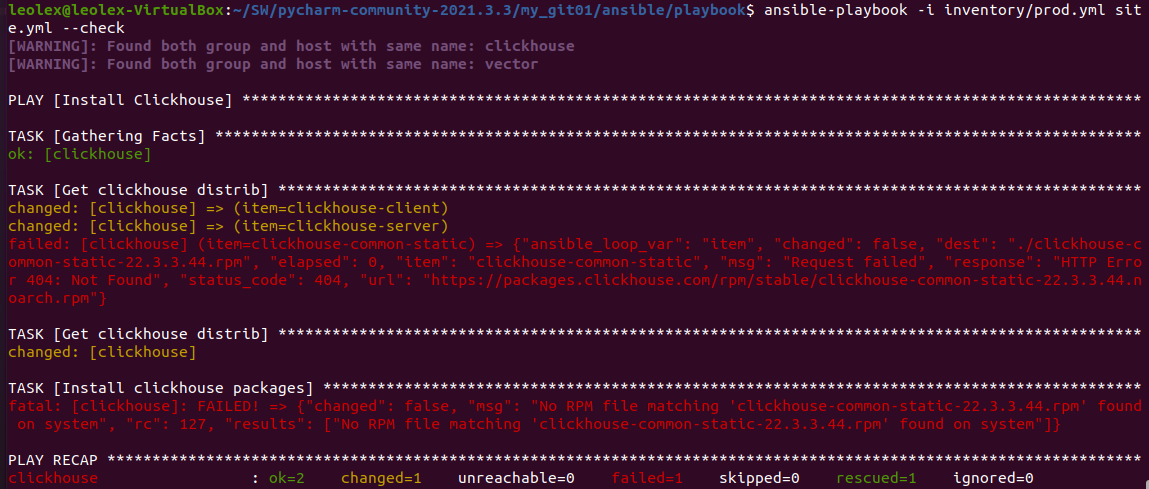 leolex@leolex-VirtualBox:~/SW/pycharm-community-2021.3.3/my_git01/ansible/playbook$ ansible-playbook -i inventory/prod.yml sit
e.yml --check
[WARNING]: Found both group and host with same name: clickhouse
[WARNING]: Found both group and host with same name: vector
PLAY [Install Clickhouse] ****************************************************************************************************
TASK [Gathering Facts] *******************************************************************************************************
ok: [clickhouse]
TASK [Get clickhouse distrib] ************************************************************************************************
changed: [clickhouse] => (item=clickhouse-client)
changed: [clickhouse] => (item=clickhouse-server)
failed: [clickhouse] (item=clickhouse-common-static) => {"ansible_loop_var": "item", "changed": false, "dest": "./clickhouse-c
ommon-static-22.3.3.44.rpm", "elapsed": 0, "item": "clickhouse-common-static", "msg": "Request failed", "response": "HTTP Erro
r 404: Not Found", "status_code": 404, "url": "https://packages.clickhouse.com/rpm/stable/clickhouse-common-static-22.3.3.44.n
oarch.rpm"}
TASK [Get clickhouse distrib] ************************************************************************************************
changed: [clickhouse]
TASK [Install clickhouse packages] *******************************************************************************************
fatal: [clickhouse]: FAILED! => {"changed": false, "msg": "No RPM file matching 'clickhouse-common-static-22.3.3.44.rpm' found
 on system", "rc": 127, "results": ["No RPM file matching 'clickhouse-common-static-22.3.3.44.rpm' found on system"]}
PLAY RECAP *******************************************************************************************************************
clickhouse                 : ok=2    changed=1    unreachable=0    failed=1    skipped=0    rescued=1    ignored=0